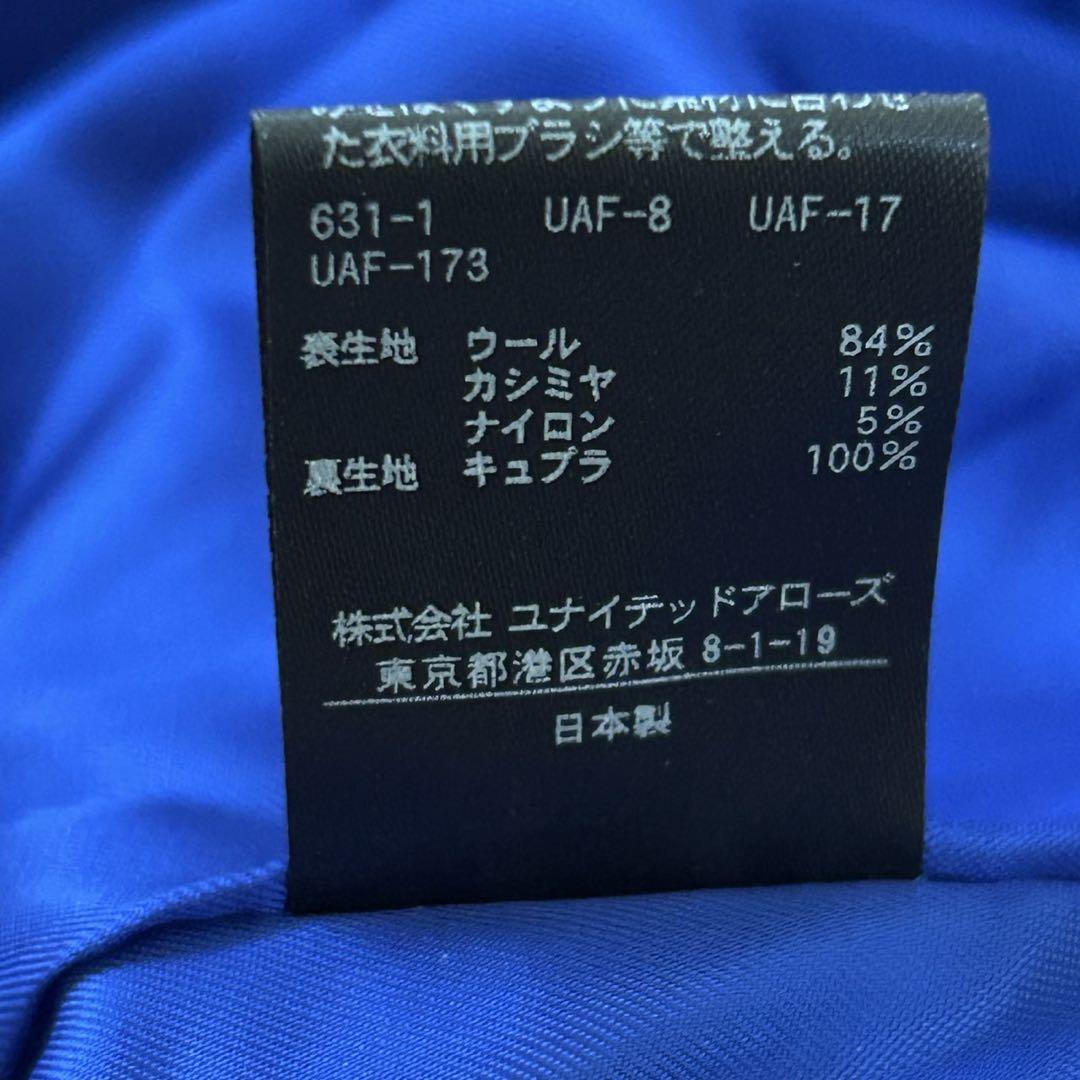 た衣料用ブラシ等で整える。
631-1 UAF-8 UAF-17
UAF-173
表生地 ウール 84%
カシミヤ 11%
ナイロン 5%
裏生地 キュプラ 100%
株式会社 ユナイテッドアローズ
東京都港区赤坂 8-1-19
日本製